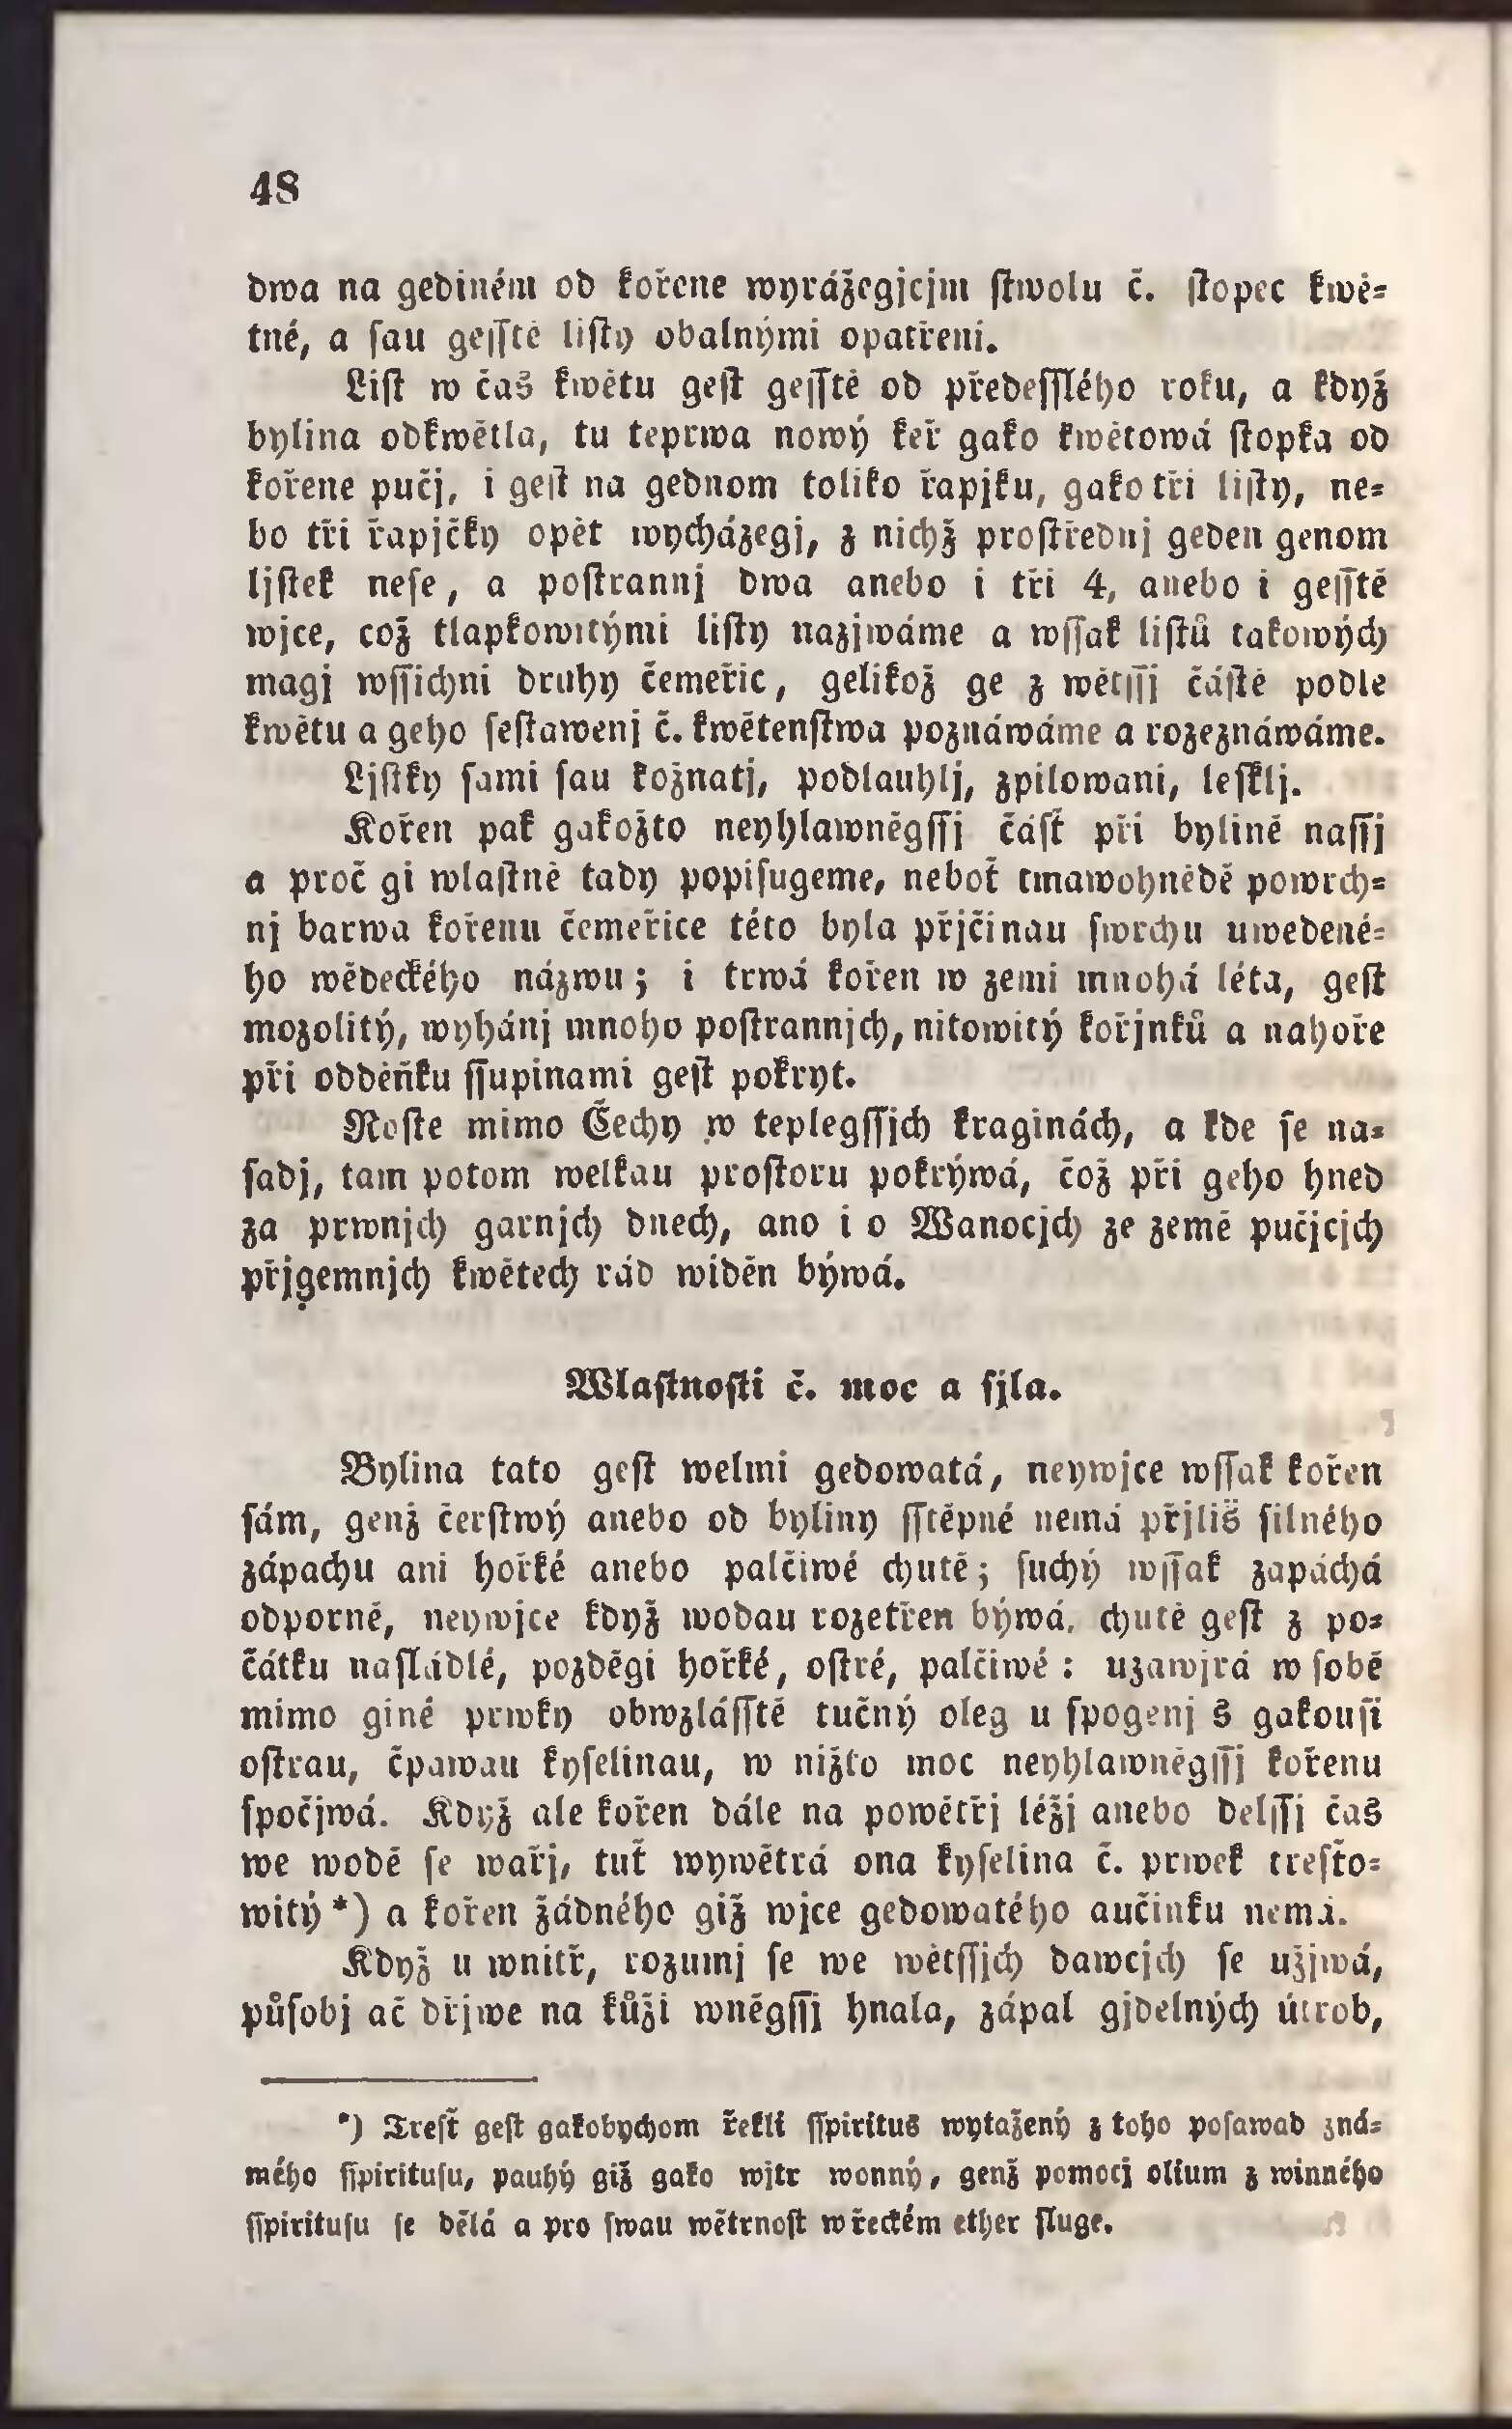 48
dwa na gediném od kořene wyrážegjcjm ſtwolu č. ſtopec kwě-
tné, a ſau geſſtě liſty obalnými opatřeni.
Liſt w čas kwětu geſt geſſtě od předeſſlého roku, a když
bylina odkwětla, tu teprwa nowý keř gako kwětowá ſtopka od
kořene pučj, i geſt na gednom toliko řapjku, gako tři liſty, ne-
bo tři řapjčky opět wycházegj, z nichž proſtřednj geden genom
ljſtek neſe, a poſtrannj dwa anebo i tři 4, anebo i geſſtě
wjce, což tlapkowitými liſty nazjwáme a wſſak liſtů takowých
magj wſſichni druhy čemeřic, gelikož ge z wětſſj čáſtě podle
kwětu a geho ſeſtawenj č. kwětenſtwa poznáwáme a rozeznáwáme.
Ljſtky ſami ſau kožnatj, podlauhlj, zpilowani, leſklj.
Kořen pak gakožto neyhlawněgſſj čáſť při bylině naſſj
a proč gi wlaſtně tady popiſugeme, neboť tmawohnědě powrch-
nj barwa kořenu čemeřice této byla přjčinau ſwrchu uwedené-
ho wědeckého názwu; i trwá kořen w zemi mnohá léta, geſt
mozolitý, wyhánj mnoho poſtrannjch, nitowitý kořjnků a nahoře
při odděňku ſſupinami geſt pokryt.
Roſte mimo Čechy w teplegſſjch kraginách, a kde ſe na-
ſadj, tam potom welkau proſtoru pokrýwá, čož při geho hned
za prwnjch garnjch dnech, ano i o Wanocjch ze země pučjcjch
přjgemnjch kwětech rád widěn býwá.
Wlaſtnoſti č. moc a ſjla.
Bylina tato geſt welmi gedowatá, neywjce wſſak kořen
ſám, genž čerſtwý anebo od byliny ſſtěpné nemá přjliš ſilného
zápachu ani hořké anebo palčiwé chutě; ſuchý wſſak zapáchá
odporně, neywjce když wodau rozetřen býwá, chutě geſt z po-
čátku naſládlé, pozděgi hořké, oſtré, palčiwé: uzawjrá w ſobě
mimo giné prwky obwzláſſtě tučný oleg u ſpogenj s gakouſi
oſtrau, čpawau kyſelinau, w nižto moc neyhlawněgſſj kořenu
ſpočjwá. Když ale kořen dále na powětřj léžj anebo delſſj čas
we wodě ſe wařj, tuť wywětrá ona kyſelina č. prwek treſťo-
witý*) a kořen žádného giž wjce gedowatého aučinku nemá.
Když u wnitř, rozumj ſe we wětſſjch dawcjch ſe užjwá,
půſobj ač dřjwe na kůži wněgſſj hnala, zápal gjdelných útrob,
*) Treſť geſt gakobychom řekli ſſpiritus wytažený z toho poſawad zná-
mého ſſpirituſu, pauhý giž gako wjtr wonný, genž pomocj olium z winného
ſſpirituſu ſe dělá a pro ſwau wětrnoſt w řeckém ether ſluge.